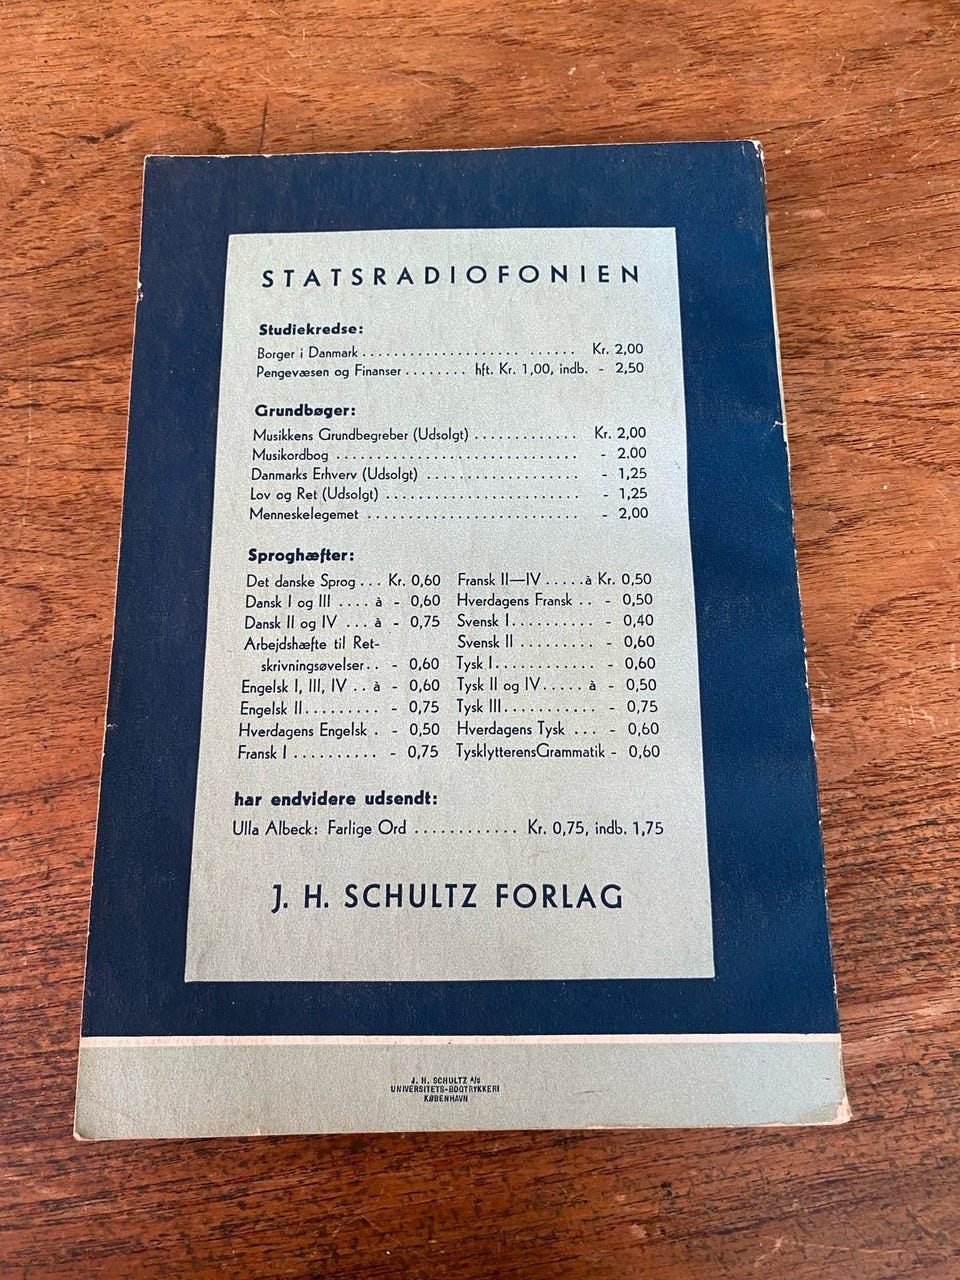 STATSRADIOFONIEN
Studiekredse:
Borger i Danmark . . . . . . . . . . . . . . . . . . . . . . . . . . Kr. 2,00
Pengevæsen og Finanser . . . . . . . . hft. Kr. 1,00, indb. - 2,50
Grundbøger:
Musikkens Grundbegreber (Udsolgt) . . . . . . . . . . . . . Kr. 2,00
Musikordbog . . . . . . . . . . . . . . . . . . . . . . . . . . . . . . - 2.00
Danmarks Erhverv (Udsolgt) . . . . . . . . . . . . . . . . . . . - 1,25
Lov og Ret (Udsolgt) . . . . . . . . . . . . . . . . . . . . . . . . - 1,25
Menneskelegemet . . . . . . . . . . . . . . . . . . . . . . . . . . - 2,00
Sproghæfter:
Det danske Sprog . . . Kr. 0,60
Dansk I og III . . . . à - 0,60
Dansk II og IV . . . à - 0,75
Arbejdshæfte til Ret-
skrivningsøvelser . . - 0,60
Engelsk I, III, IV . . à - 0,60
Engelsk II . . . . . . . . . - 0,75
Hverdagens Engelsk . - 0,50
Fransk I . . . . . . . . . . - 0,75
Fransk II—IV . . . . . à Kr. 0,50
Hverdagens Fransk . . - 0,50
Svensk I . . . . . . . . . . - 0,40
Svensk II . . . . . . . . . - 0,60
Tysk I . . . . . . . . . . . . - 0,60
Tysk II og IV . . . . . à - 0,50
Tysk III . . . . . . . . . . . - 0,75
Hverdagens Tysk . . . - 0,60
TysklytterensGrammatik - 0,60
har endvidere udsendt:
Ulla Albeck: Farlige Ord . . . . . . . . . . . . Kr. 0,75, indb. 1,75
J. H. SCHULTZ FORLAG
J. H. SCHULTZ A/S
UNIVERSITETS-BOGTRYKKERI
KØBENHAVN